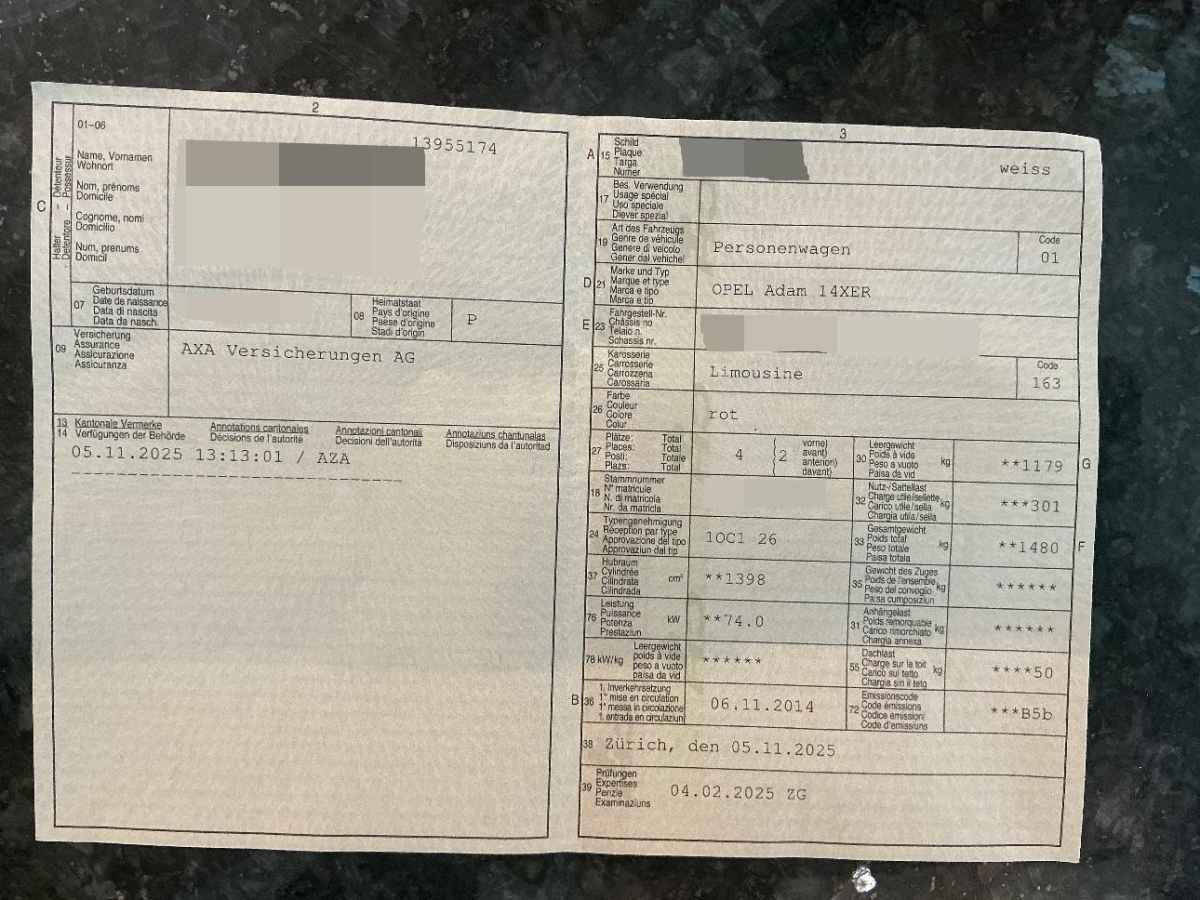 2
01-06
13955174
C
Halter – Détenteur
Detentore – Possessur
Name, Vornamen
Wohnort
Nom, prénoms
Domicile
Cognome, nomi
Domicilio
Num, prenums
Domicil
07
Geburtsdatum
Date de naissance
Data di nascita
Data da nasch.
08
Heimatstaat
Pays d'origine
Paese d'origine
Stadi d'origin
P
09
Versicherung
Assurance
Assicurazione
Assicuranza
AXA Versicherungen AG
13 Kantonale Vermerke Annotations cantonales Annotazioni cantonali Annotaziuns chantunalas
14 Verfügungen der Behörde Décisions de l'autorité Decisioni dell'autorità Disposiziuns da l'autoritad
05.11.2025 13:13:01 / AZA
3
A 15
Schild
Plaque
Targa
Numer
weiss
17
Bes. Verwendung
Usage spécial
Uso speciale
Diever spezial
19
Art des Fahrzeugs
Genre de véhicule
Genere di veicolo
Gener dal vehichel
Personenwagen
Code
01
D 21
Marke und Typ
Marque et type
Marca e tipo
Marca e tip
OPEL Adam 14XER
E 23
Fahrgestell-Nr.
Châssis no
Telaio n.
Schassis nr.
25
Karosserie
Carrosserie
Carrozzeria
Carossaria
Limousine
Code
163
26
Farbe
Couleur
Colore
Colur
rot
27
Plätze: Total
Places: Total
Posti: Totale
Plazs: Total
4
2
vorne)
avant)
anteriori)
davant)
30
Leergewicht
Poids à vide
Peso a vuoto
Paisa da vid
kg
**1179
G
18
Stammnummer
N° matricule
N. di matricola
Nr. da matricla
32
Nutz-/Sattellast
Charge utile/sellette
Carico utile/sella
Chargia utila/sella
kg
***301
24
Typengenehmigung
Réception par type
Approvazione del tipo
Approvaziun dal tip
1OC1 26
33
Gesamtgewicht
Poids total
Peso totale
Paisa totala
kg
**1480
F
37
Hubraum
Cylindrée
Cilindrata
Cilindrada
cm³
**1398
35
Gewicht des Zuges
Poids de l'ensemble
Peso del convoglio
Paisa cumposiziun
kg
******
76
Leistung
Puissance
Potenza
Prestaziun
kW
**74.0
31
Anhängelast
Poids remorquable
Carico rimorchiato
Chargia annexa
kg
******
78 kW/kg
Leergewicht
poids à vide
peso a vuoto
paisa da vid
******
55
Dachlast
Charge sur le toit
Carico sul tetto
Chargia sin il tetg
kg
****50
B 36
1. Inverkehrsetzung
1re mise en circulation
1a messa in circolazione
1. entrada en circulaziun
06.11.2014
72
Emissionscode
Code émissions
Codice emissioni
Code d'emissiuns
***B5b
38
Zürich, den 05.11.2025
39
Prüfungen
Expertises
Perizie
Examinaziuns
04.02.2025 ZG